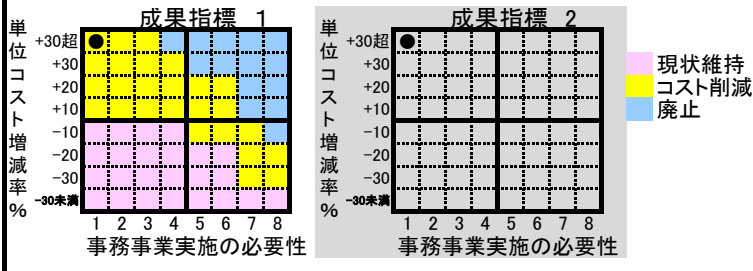 成果指標 1
単位コスト増減率%
+30超
+30
+20
+10
-10
-20
-30
-30未満
1 2 3 4 5 6 7 8
事務事業実施の必要性
成果指標 2
単位コスト増減率%
+30超
+30
+20
+10
-10
-20
-30
-30未満
1 2 3 4 5 6 7 8
事務事業実施の必要性
現状維持
コスト削減
廃止